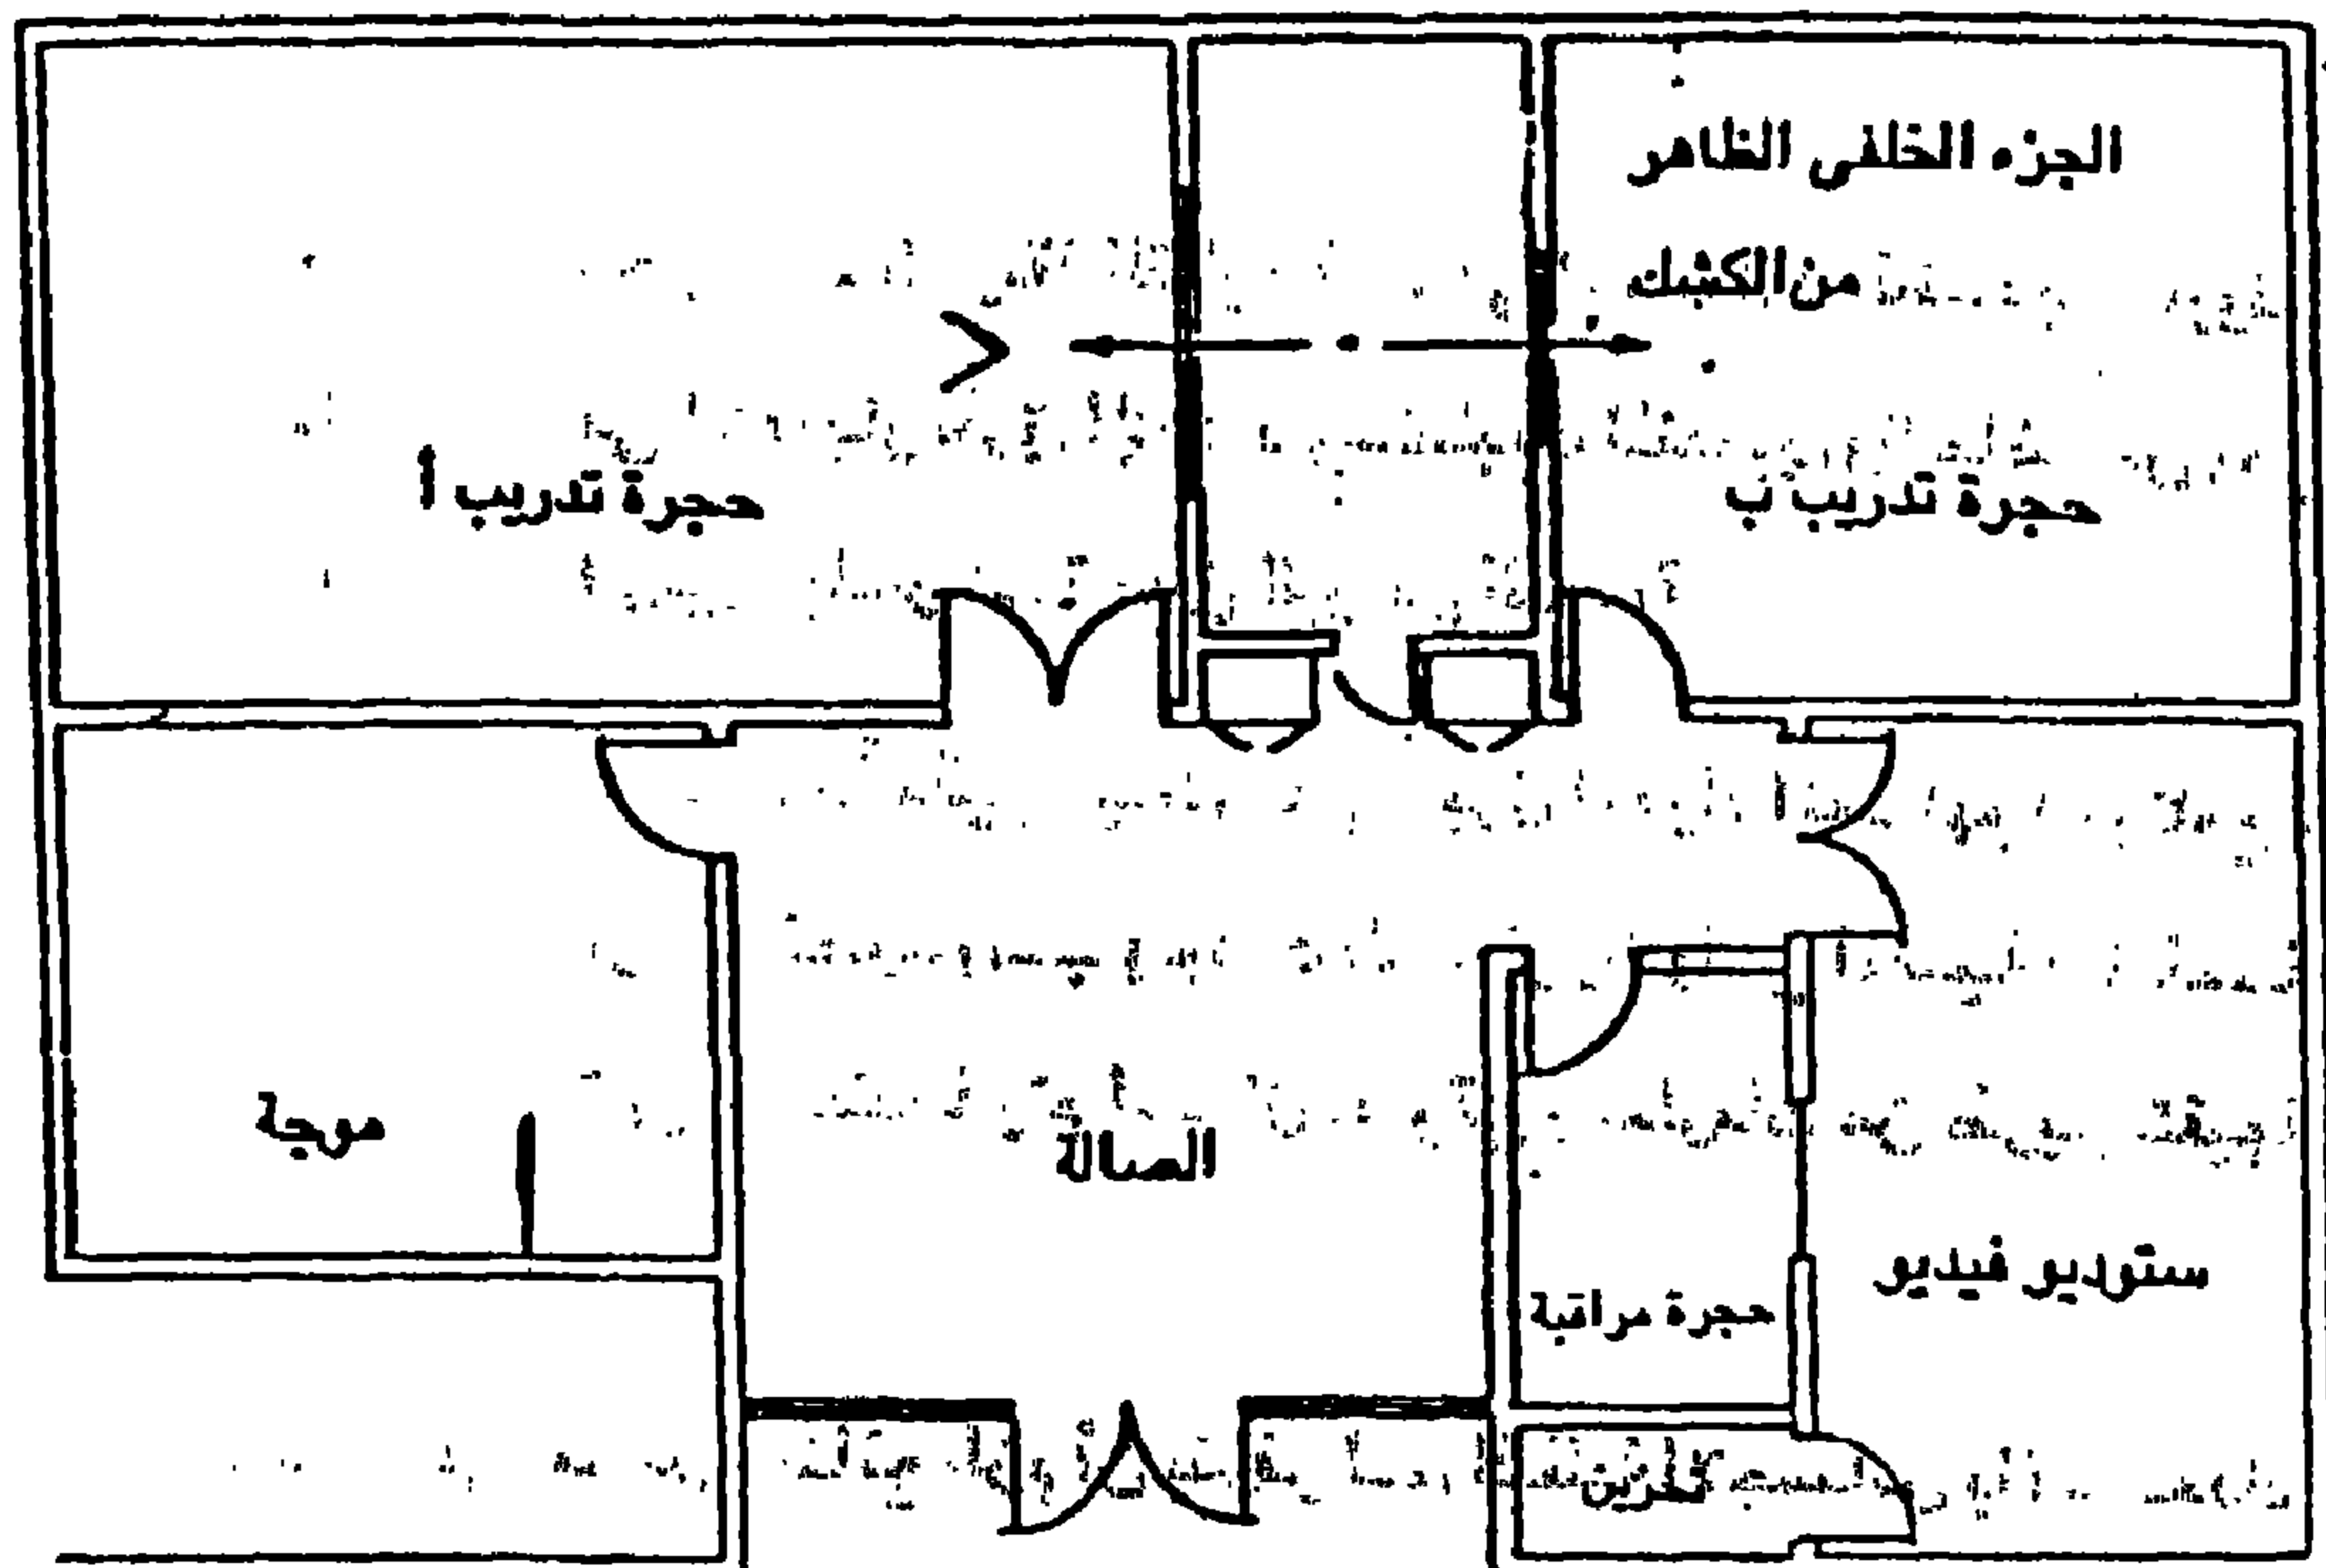 الجزء الخلفى الظاهر
من الكشك
حجرة تدريب ب
حجرة تدريب أ
موجة
الصالة
ستوديو فيديو
حجرة مراقبة
تخزين